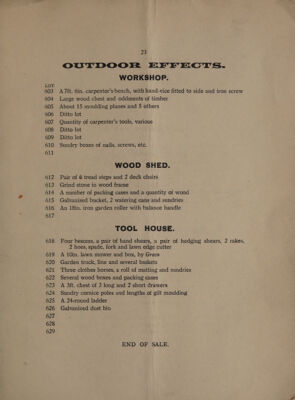 23
OUTDOOR EFFECTS.
WORKSHOP.
LOT
603 A 7ft. 6in. carpenter's bench, with hand-vice fitted to side and iron screw
604 Large wood chest and oddments of timber
605 About 15 moulding planes and 5 others
606 Ditto lot
607 Quantity of carpenter's tools, various
608 Ditto lot
609 Ditto lot
610 Sundry boxes of nails, screws, etc.
611
WOOD SHED.
612 Pair of 6 tread steps and 2 deck chairs
613 Grind stone in wood frame
614 A number of packing cases and a quantity of wood
615 Galvanised bucket, 2 watering cans and sundries
616 An 18in. iron garden roller with balance handle
617
TOOL HOUSE.
618 Four beacons, a pair of hand shears, a pair of hedging shears, 2 rakes,
2 hoes, spade, fork and lawn edge cutter
619 A 10in. lawn mower and box, by Green
620 Garden truck, line and several baskets
621 Three clothes horses, a roll of matting and sundries
622 Several wood boxes and packing cases
623 A 3ft. chest of 3 long and 2 short drawers
624 Sundry cornice poles and lengths of gilt moulding
625 A 24-round ladder
626 Galvanised dust bin
627
628
629
END OF SALE.